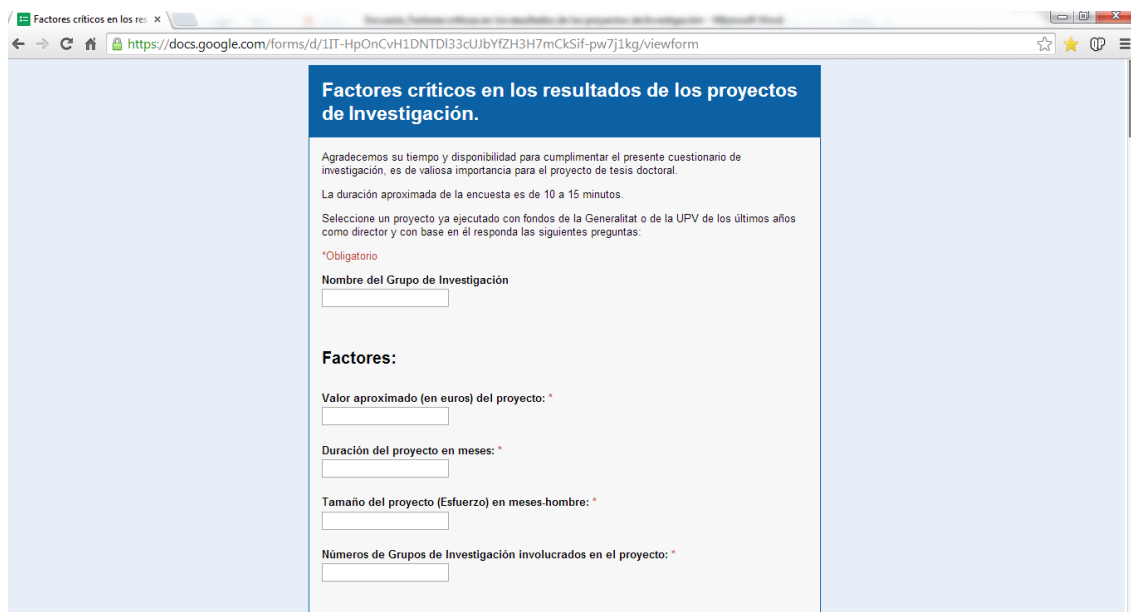 Factores críticos en los res
https://docs.google.com/forms/d/1IT-HpOnCvH1DNTDl33cUJbYfZH3H7mCkSif-pw7j1kg/viewform
Factores críticos en los resultados de los proyectos
de Investigación.
Agradecemos su tiempo y disponibilidad para cumplimentar el presente cuestionario de
investigación, es de valiosa importancia para el proyecto de tesis doctoral.
La duración aproximada de la encuesta es de 10 a 15 minutos.
Seleccione un proyecto ya ejecutado con fondos de la Generalitat o de la UPV de los últimos años
como director y con base en él responda las siguientes preguntas:
*Obligatorio
Nombre del Grupo de Investigación
Factores:
Valor aproximado (en euros) del proyecto: *
Duración del proyecto en meses: *
Tamaño del proyecto (Esfuerzo) en meses-hombre: *
Números de Grupos de Investigación involucrados en el proyecto: *